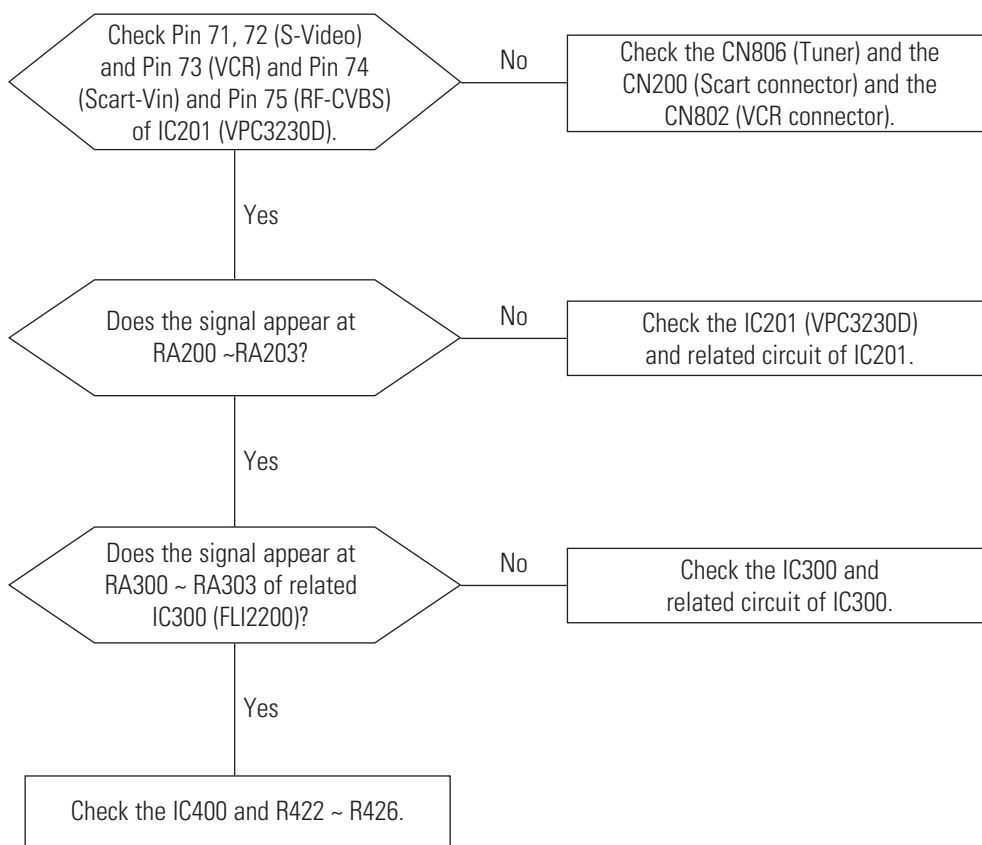 Check Pin 71, 72 (S-Video)
and Pin 73 (VCR) and Pin 74
(Scart-Vin) and Pin 75 (RF-CVBS)
of IC201 (VPC3230D).
No
Check the CN806 (Tuner) and the
CN200 (Scart connector) and the
CN802 (VCR connector).
Yes
Does the signal appear at
RA200 ~RA203?
No
Check the IC201 (VPC3230D)
and related circuit of IC201.
Yes
Does the signal appear at
RA300 ~ RA303 of related
IC300 (FLI2200)?
No
Check the IC300 and
related circuit of IC300.
Yes
Check the IC400 and R422 ~ R426.